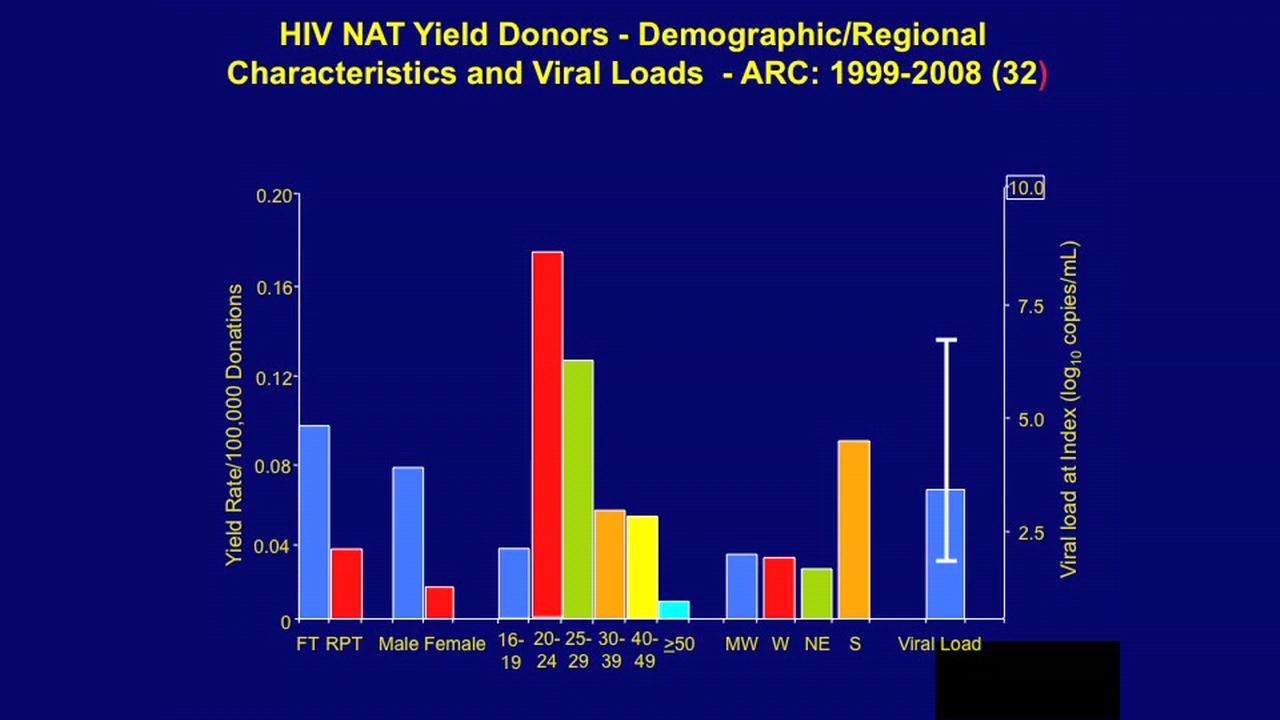 HIV NAT Yield Donors - Demographic/Regional
Characteristics and Viral Loads - ARC: 1999-2008 (32)
Yield Rate/100,000 Donations
0.20
0.16
0.12
0.08
0.04
0
10.0
7.5
5.0
2.5
Viral load at Index (log10 copies/mL)
FT RPT Male Female 16-19 20-24 25-29 30-39 40-49 ≥50 MW W NE S Viral Load